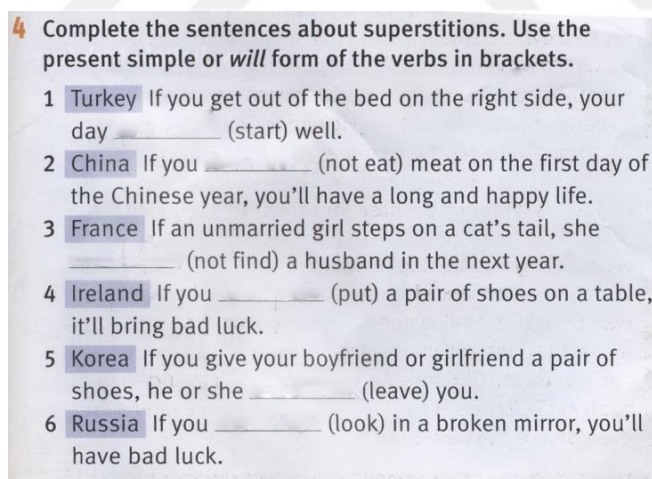 4 Complete the sentences about superstitions. Use the
present simple or will form of the verbs in brackets.
1 Turkey If you get out of the bed on the right side, your
day __________ (start) well.
2 China If you __________ (not eat) meat on the first day of
the Chinese year, you'll have a long and happy life.
3 France If an unmarried girl steps on a cat's tail, she
__________ (not find) a husband in the next year.
4 Ireland If you __________ (put) a pair of shoes on a table,
it'll bring bad luck.
5 Korea If you give your boyfriend or girlfriend a pair of
shoes, he or she __________ (leave) you.
6 Russia If you __________ (look) in a broken mirror, you'll
have bad luck.